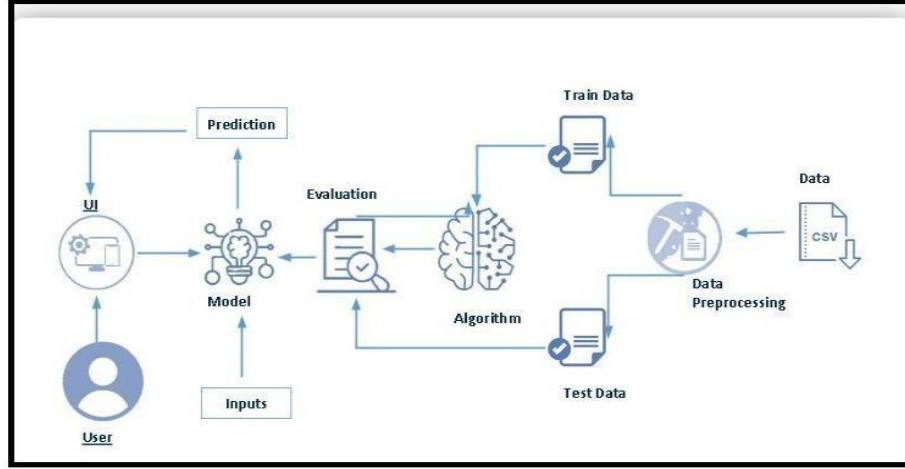 Train Data
Prediction
Data
Evaluation
UI
CSV
Data
Preprocessing
Model
Algorithm
Test Data
Inputs
User